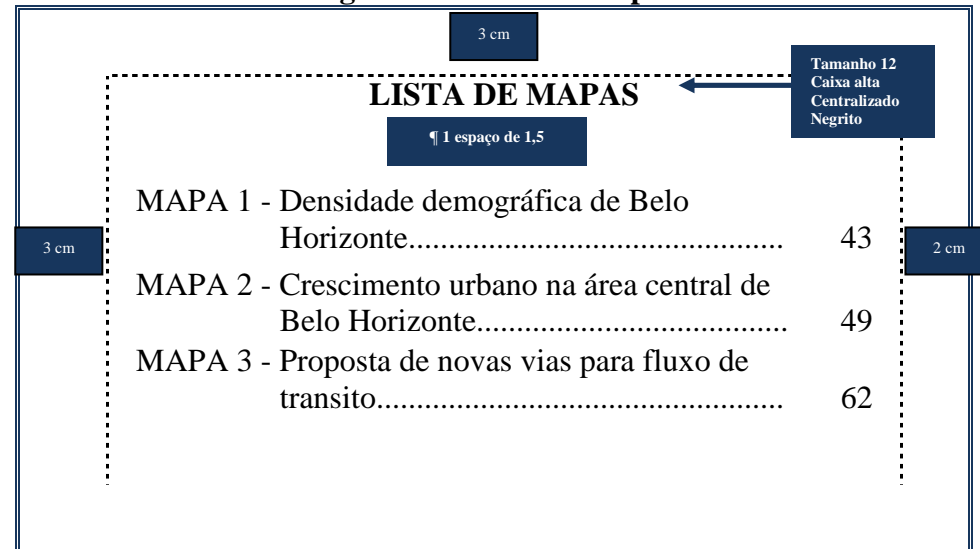 3 cm
Tamanho 12
Caixa alta
Centralizado
Negrito
LISTA DE MAPAS
¶ 1 espaço de 1,5
MAPA 1 - Densidade demográfica de Belo
Horizonte............................................... 43
3 cm
2 cm
MAPA 2 - Crescimento urbano na área central de
Belo Horizonte....................................... 49
MAPA 3 - Proposta de novas vias para fluxo de
transito................................................... 62